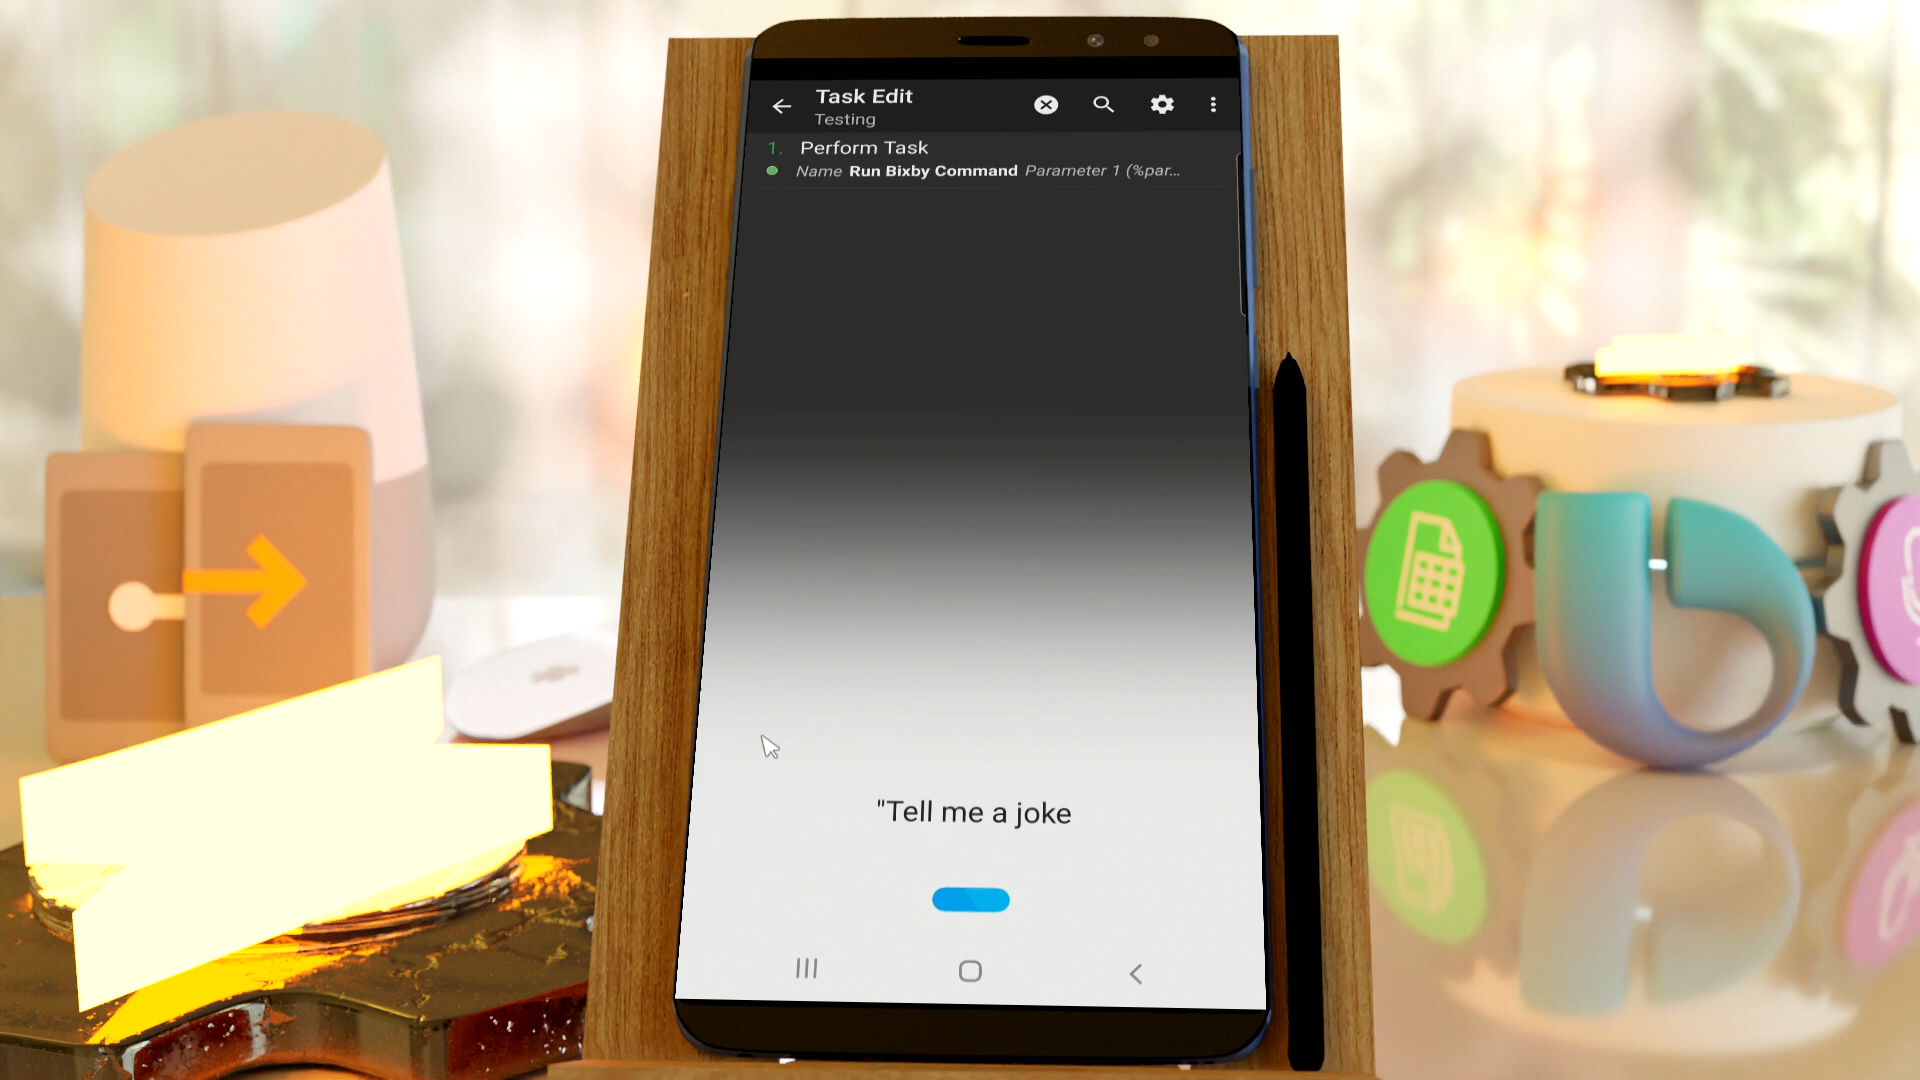 Task Edit
Testing
1. Perform Task
Name Run Bixby Command Parameter 1 (%par...
"Tell me a joke